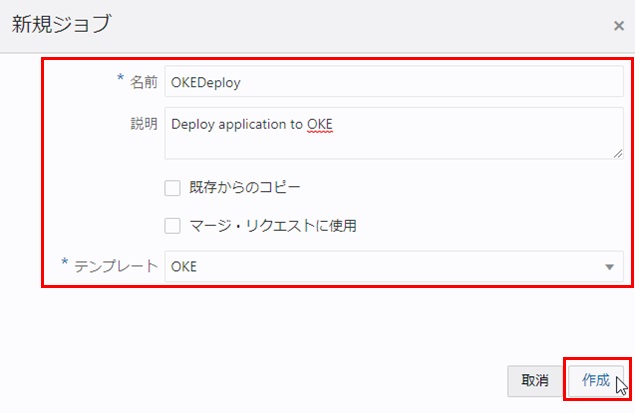 新規ジョブ
×
* 名前 OKEDeploy
説明 Deploy application to OKE
既存からのコピー
マージ・リクエストに使用
* テンプレート OKE
取消 作成